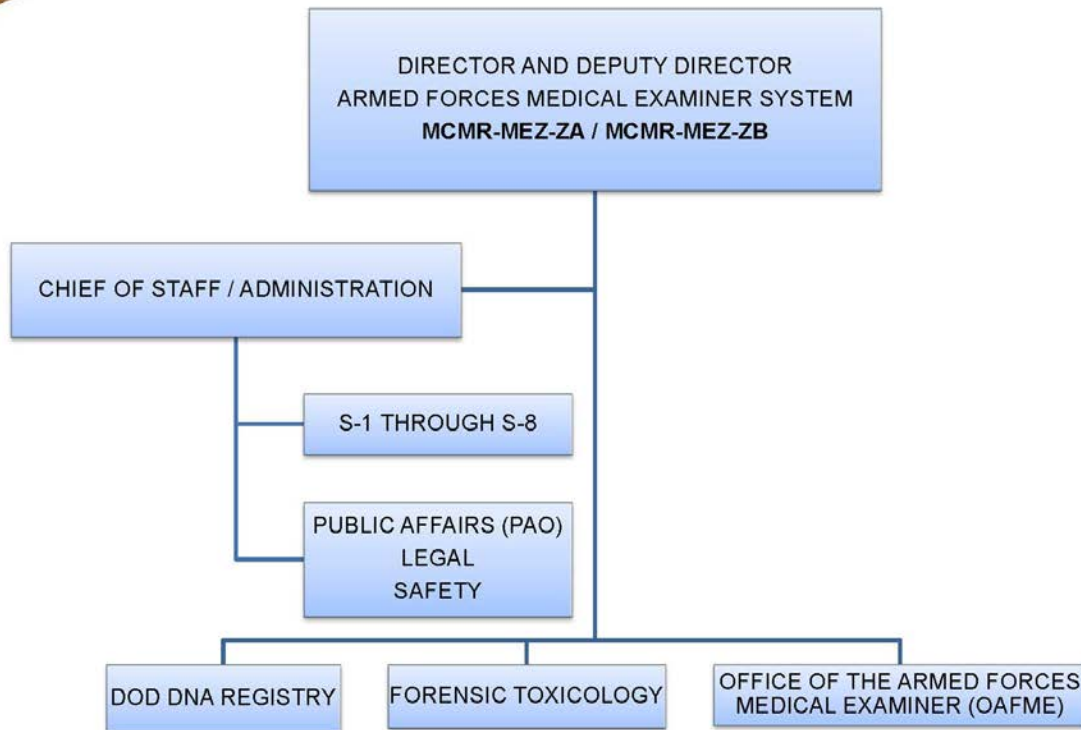 DIRECTOR AND DEPUTY DIRECTOR
ARMED FORCES MEDICAL EXAMINER SYSTEM
MCMR-MEZ-ZA / MCMR-MEZ-ZB
CHIEF OF STAFF / ADMINISTRATION
S-1 THROUGH S-8
PUBLIC AFFAIRS (PAO)
LEGAL
SAFETY
DOD DNA REGISTRY
FORENSIC TOXICOLOGY
OFFICE OF THE ARMED FORCES
MEDICAL EXAMINER (OAFME)